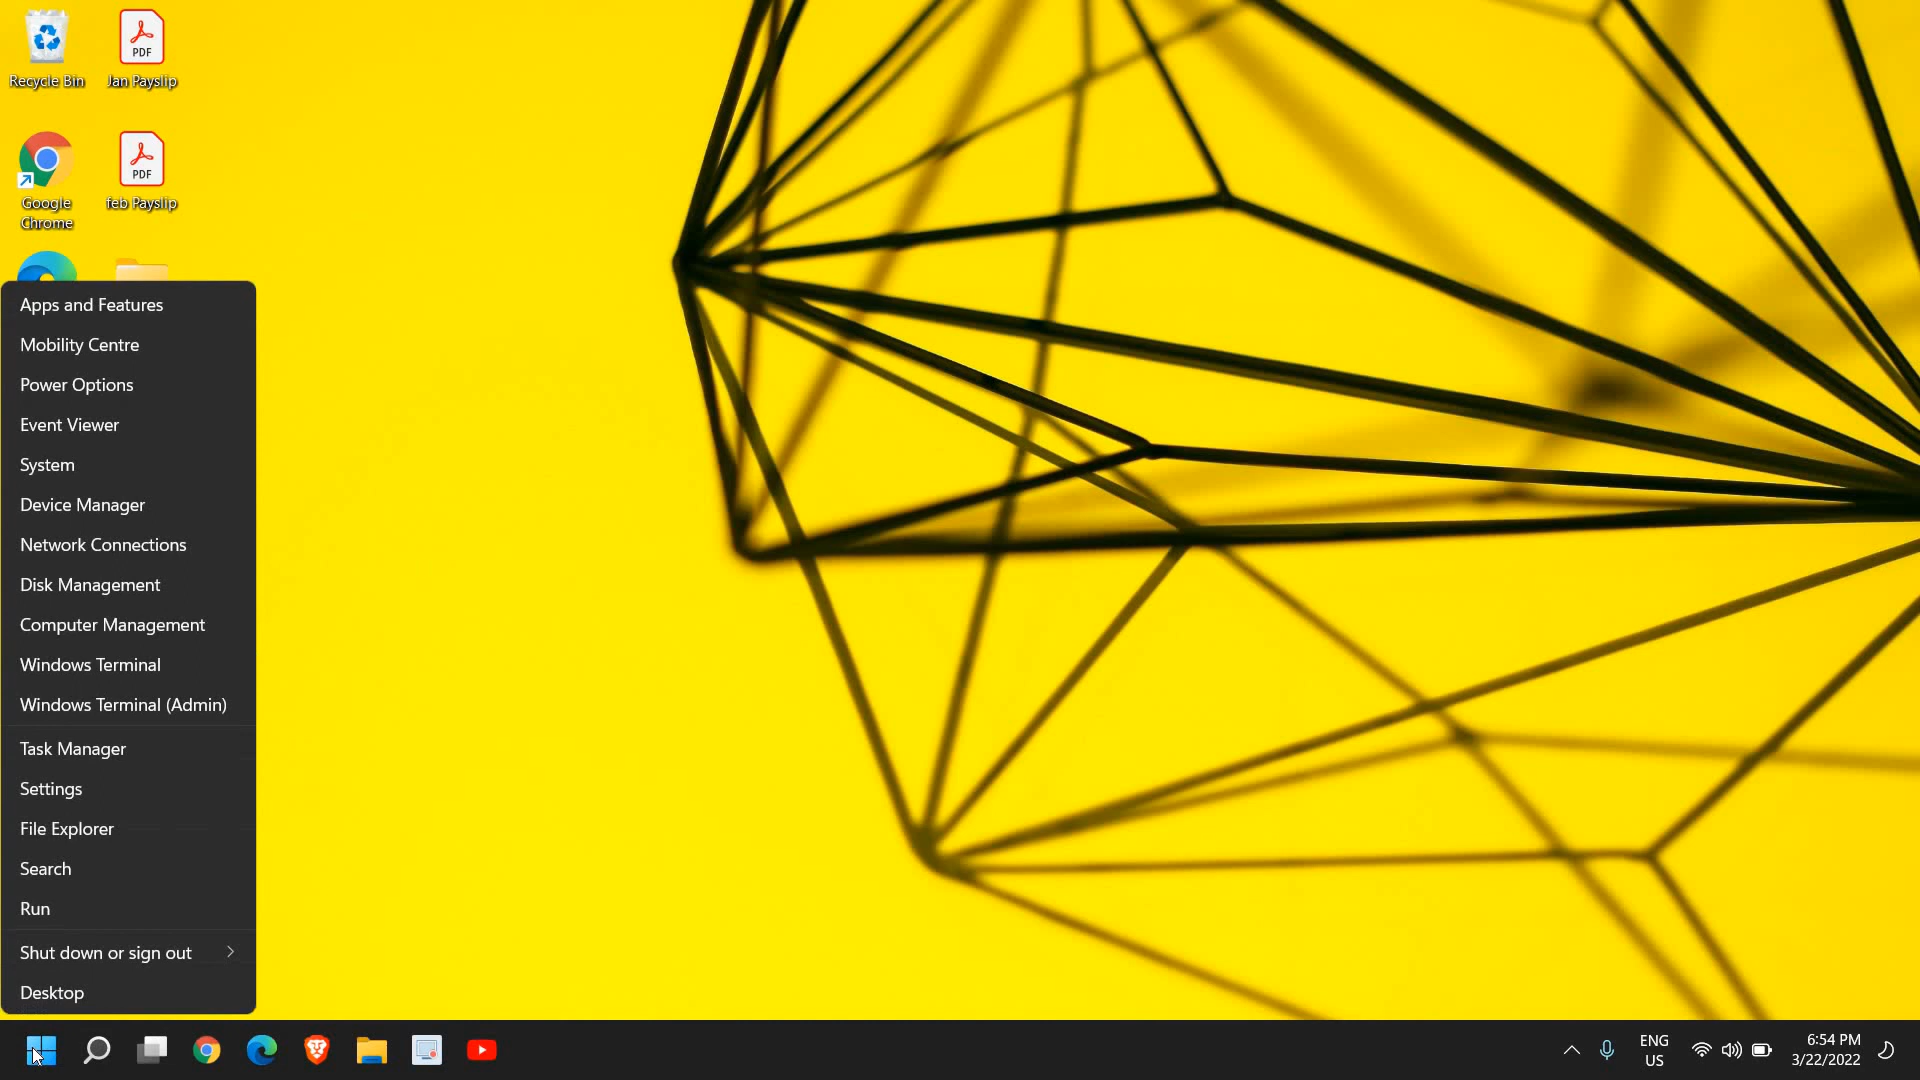 Recycle Bin
Jan Payslip
PDF
Google
Chrome
feb Payslip
PDF
Apps and Features
Mobility Centre
Power Options
Event Viewer
System
Device Manager
Network Connections
Disk Management
Computer Management
Windows Terminal
Windows Terminal (Admin)
Task Manager
Settings
File Explorer
Search
Run
Shut down or sign out
Desktop
ENG
US
6:54 PM
3/22/2022